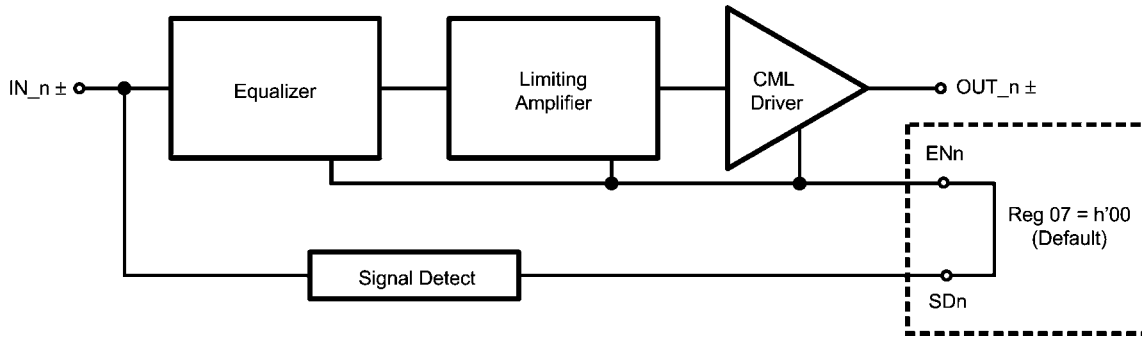 IN_n ±
Equalizer
Limiting
Amplifier
CML
Driver
OUT_n ±
ENn
Reg 07 = h’00
(Default)
Signal Detect
SDn